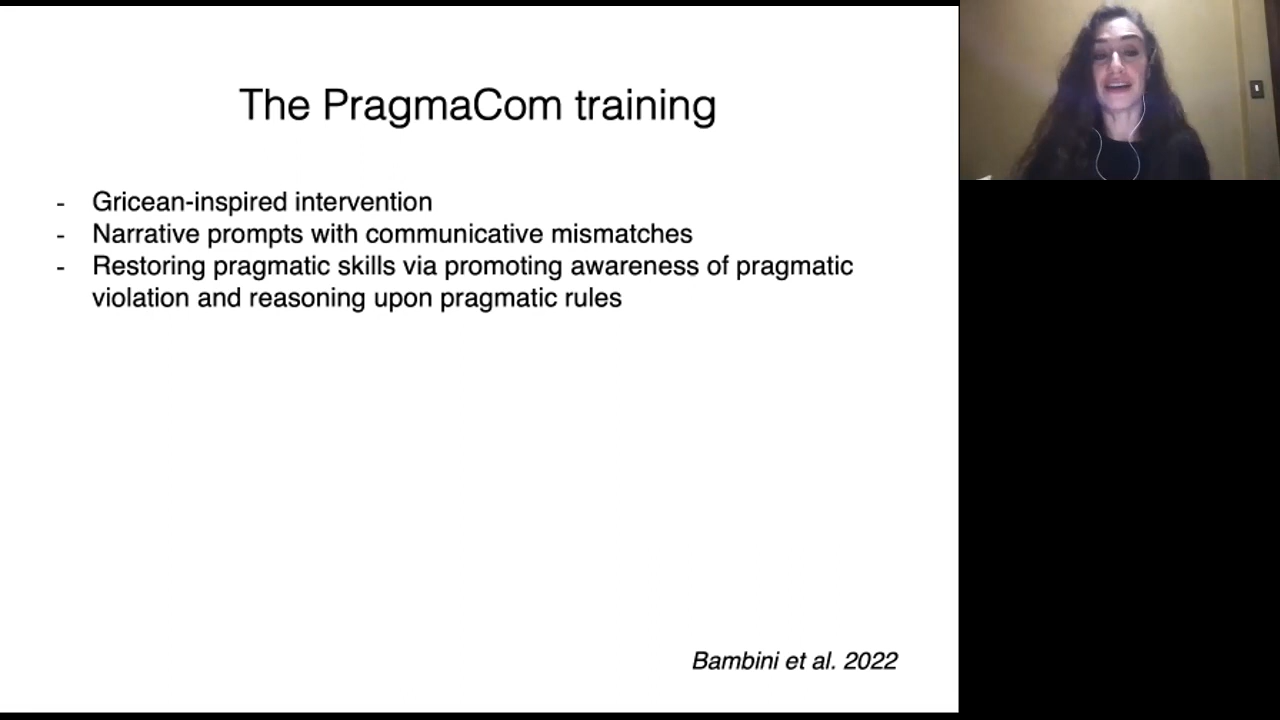 The PragmaCom training
- Gricean-inspired intervention
- Narrative prompts with communicative mismatches
- Restoring pragmatic skills via promoting awareness of pragmatic
violation and reasoning upon pragmatic rules
Bambini et al. 2022